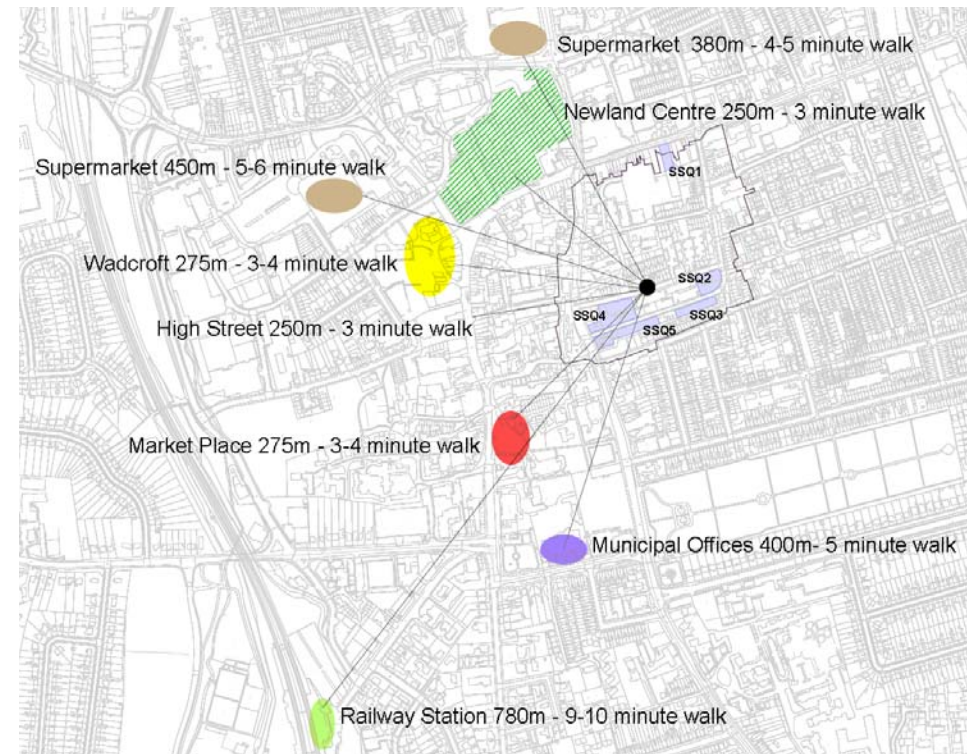 Supermarket 380m - 4-5 minute walk
Newland Centre 250m - 3 minute walk
Supermarket 450m - 5-6 minute walk
SSQ1
Wadcroft 275m - 3-4 minute walk
SSQ2
High Street 250m - 3 minute walk
SSQ4
SSQ3
SSQ5
Market Place 275m - 3-4 minute walk
Municipal Offices 400m- 5 minute walk
Railway Station 780m - 9-10 minute walk